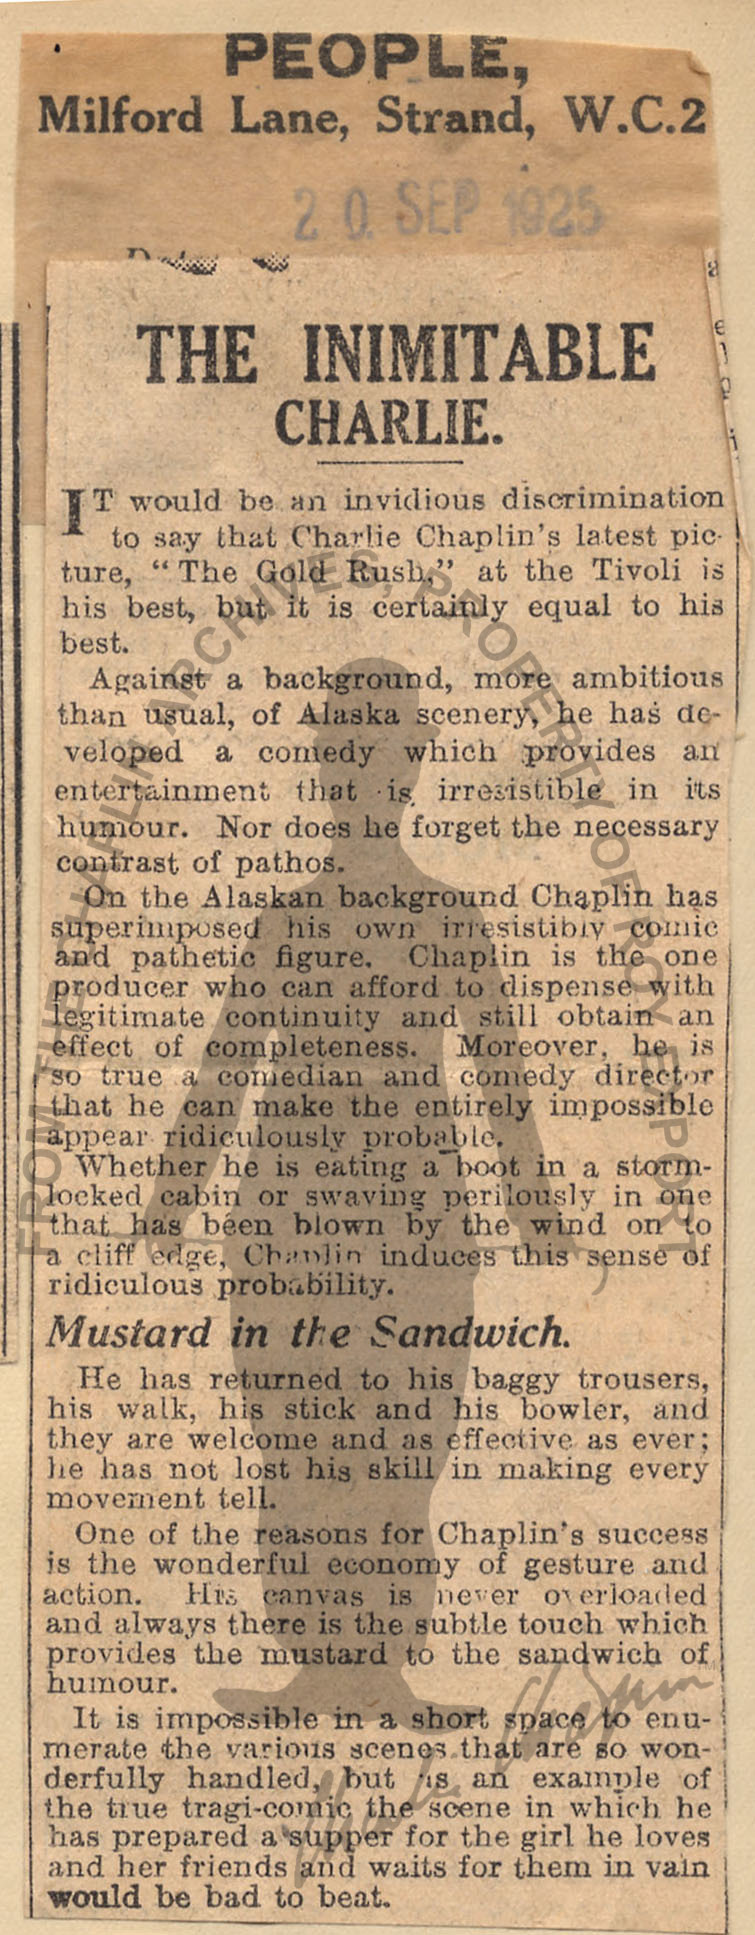 PEOPLE,
Milford Lane, Strand, W.C.2
20 SEP 1925
THE INIMITABLE
CHARLIE.
IT would be an invidious discrimination
to say that Charlie Chaplin's latest pic-
ture, "The Gold Rush," at the Tivoli is
his best, but it is certainly equal to his
best.
Against a background, more ambitious
than usual, of Alaska scenery, he has de-
veloped a comedy which provides an
entertainment that is irresistible in its
humour. Nor does he forget the necessary
contrast of pathos.
On the Alaskan background Chaplin has
superimposed his own irresistibly comic
and pathetic figure. Chaplin is the one
producer who can afford to dispense with
legitimate continuity and still obtain an
effect of completeness. Moreover, he is
so true a comedian and comedy director
that he can make the entirely impossible
appear ridiculously probable.
Whether he is eating a boot in a storm-
locked cabin or swaying perilously in one
that has been blown by the wind on to
a cliff edge, Chaplin induces this sense of
ridiculous probability.
Mustard in the Sandwich.
He has returned to his baggy trousers,
his walk, his stick and his bowler, and
they are welcome and as effective as ever;
he has not lost his skill in making every
movement tell.
One of the reasons for Chaplin's success
is the wonderful economy of gesture and
action. His canvas is never overloaded
and always there is the subtle touch which
provides the mustard to the sandwich of
humour.
It is impossible in a short space to enu-
merate the various scenes that are so won-
derfully handled, but as an example of
the true tragi-comic the scene in which he
has prepared a supper for the girl he loves
and her friends and waits for them in vain
would be bad to beat.
FROM THE CHAPLIN ARCHIVES, PROPERTY OF ROY EXPORT